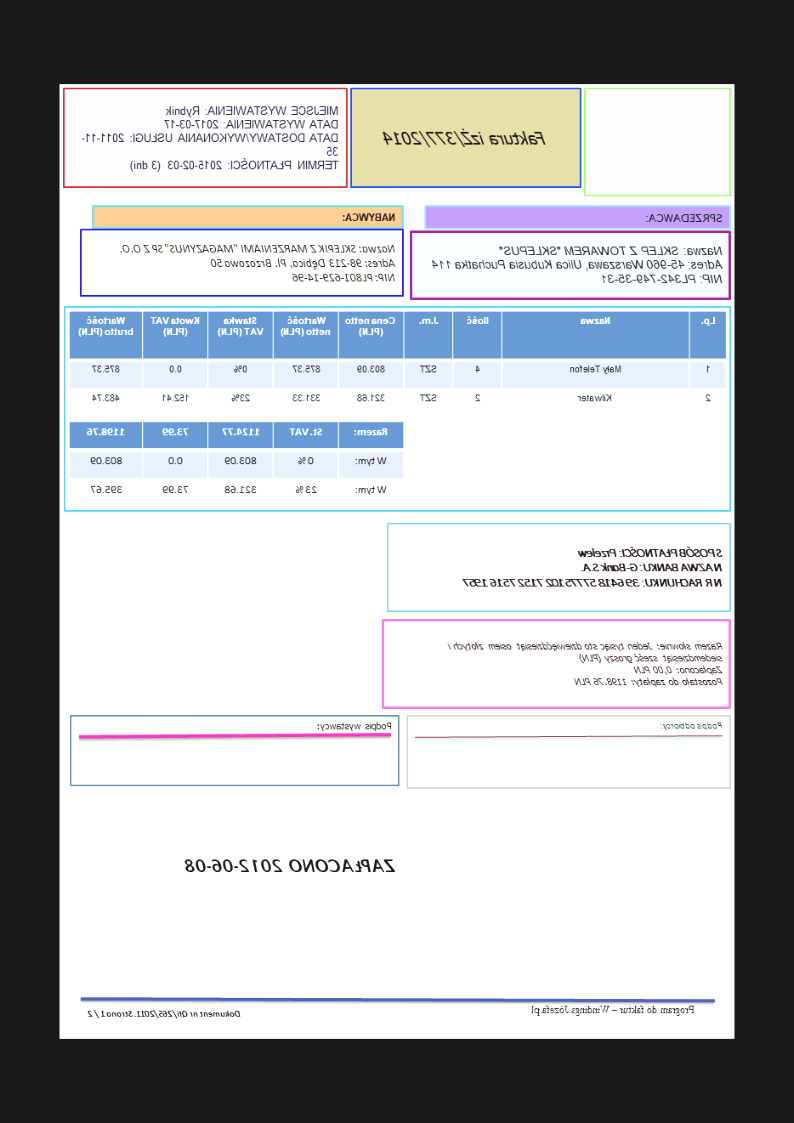 Faktura iZ/377/2014
MIEJSCE WYSTAWIENIA: Rybnik
DATA WYSTAWIENIA: 2017-03-17
DATA DOSTAWY/WYKONANIA USŁUGI: 2011-11-
35
TERMIN PŁATNOŚCI: 2015-02-03 (3 dni)
SPRZEDAWCA:
Nazwa: SKLEP Z TOWAREM "SKLEPUS"
Adres: 45-960 Warszawa, Ulica Kubusia Puchatka 114
NIP: PL342-749-35-31
NABYWCA:
Nazwa: SKLEPIK Z MARZENIAMI "MAGAZYNUS" SP Z O.O.
Adres: 98-213 Dębica, Pl. Brzozowa 50
NIP: PL801-629-14-96
Lp. Nazwa Ilość J.m. Cena netto (PLN) Wartość netto (PLN) Stawka VAT (PLN) Kwota VAT (PLN) Wartość brutto (PLN)
1 Mały Telefon 4 SZT 803.09 875.37 0% 0.0 875.37
2 Kilwater 2 SZT 321.68 331.33 23% 152.41 483.74
Razem: St. VAT 1124.77 73.99 1198.76
W tym: 0 % 803.09 0.0 803.09
W tym: 23 % 321.68 73.99 395.67
SPOSÓB PŁATNOŚCI: Przelew
NAZWA BANKU: G-Bank S.A.
NR RACHUNKU: 39 6418 5777 5102 7152 7516 1957
Razem słownie: Jeden tysiąc sto dziewięćdziesiąt osiem złotych i
siedemdziesiąt sześć groszy (PLN)
Zapłacono: 0,00 PLN
Pozostało do zapłaty: 1198.76 PLN
Podpis odbiorcy:
Podpis wystawcy:
ZAPŁACONO 2012-06-08
Program do faktur – Windings.Józefa.pl
Dokument nr Qfi/265/2011. Strona 1 / 2